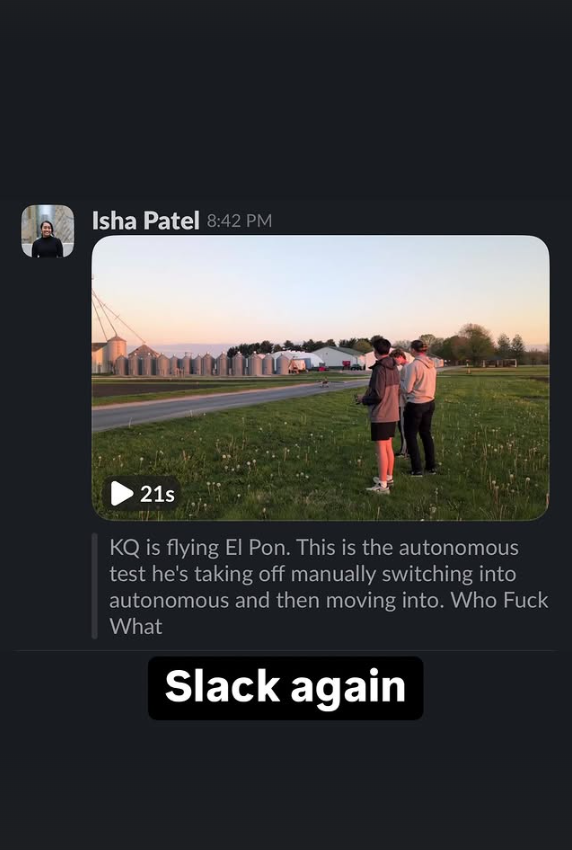 Isha Patel 8:42 PM
21s
KQ is flying El Pon. This is the autonomous
test he's taking off manually switching into
autonomous and then moving into. Who Fuck
What
Slack again